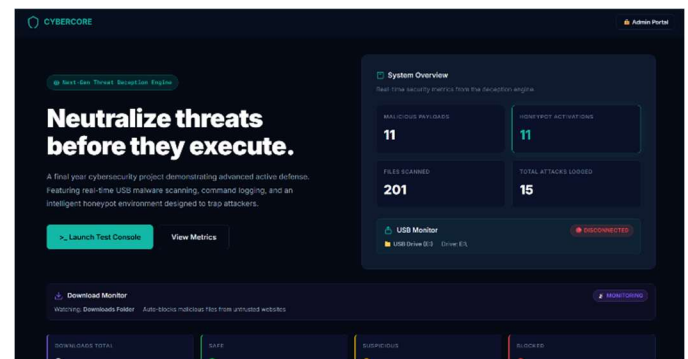 CYBERCORE
Admin Portal
Next-Gen Threat Deception Engine
Neutralize threats
before they execute.
A final year cybersecurity project demonstrating advanced active defense.
Featuring real-time USB malware scanning, command logging, and an
intelligent honeypot environment designed to trap attackers.
>_ Launch Test Console
View Metrics
System Overview
Real-time security metrics from the deception engine
MALICIOUS PAYLOADS
11
HONEYPOT ACTIVATIONS
11
FILES SCANNED
201
TOTAL ATTACKS LOGGED
15
USB Monitor
DISCONNECTED
USB Drive (E:)
Drive: E:\
Download Monitor
MONITORING
Watching: Downloads Folder
Auto-blocks malicious files from untrusted websites
DOWNLOADS TOTAL
SAFE
SUSPICIOUS
BLOCKED